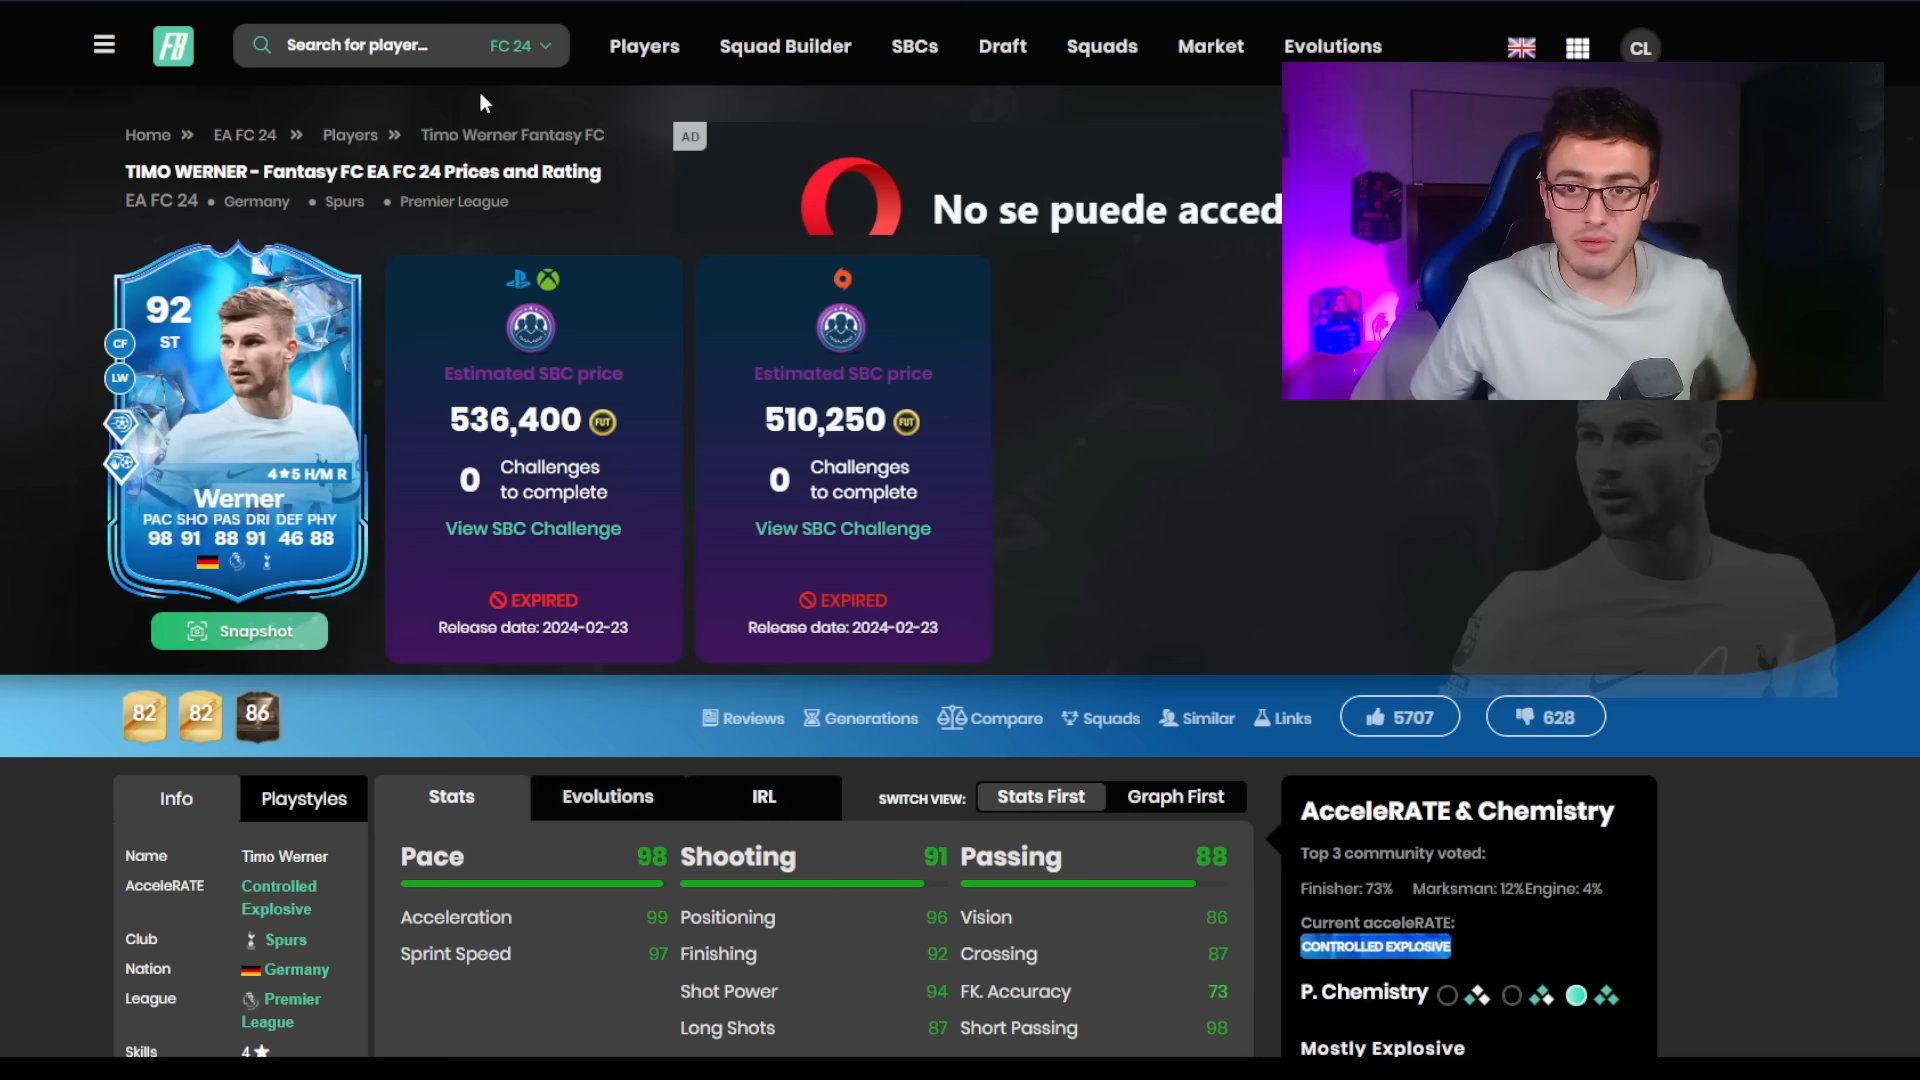 Search for player...
FC 24
Players
Squad Builder
SBCs
Draft
Squads
Market
Evolutions
CL
Home » EA FC 24 » Players » Timo Werner Fantasy FC
AD
TIMO WERNER - Fantasy FC EA FC 24 Prices and Rating
EA FC 24 • Germany • Spurs • Premier League
No se puede acced
92
ST
CF
LW
4★5 H/M R
Werner
PAC SHO PAS DRI DEF PHY
98 91 88 91 46 88
Snapshot
Estimated SBC price
536,400 FUT
0 Challenges to complete
View SBC Challenge
EXPIRED
Release date: 2024-02-23
Estimated SBC price
510,250 FUT
0 Challenges to complete
View SBC Challenge
EXPIRED
Release date: 2024-02-23
82
82
86
Reviews
Generations
Compare
Squads
Similar
Links
5707
628
Info
Playstyles
Name Timo Werner
AcceleRATE Controlled
Explosive
Club Spurs
Nation Germany
League Premier
League
Skills 4★
Stats
Evolutions
IRL
SWITCH VIEW:
Stats First
Graph First
Pace 98
Acceleration 99
Sprint Speed 97
Shooting 91
Positioning 96
Finishing 92
Shot Power 94
Long Shots 87
Passing 88
Vision 86
Crossing 87
FK. Accuracy 73
Short Passing 98
AcceleRATE & Chemistry
Top 3 community voted:
Finisher: 73% Marksman: 12% Engine: 4%
Current acceleRATE:
CONTROLLED EXPLOSIVE
P. Chemistry
Mostly Explosive